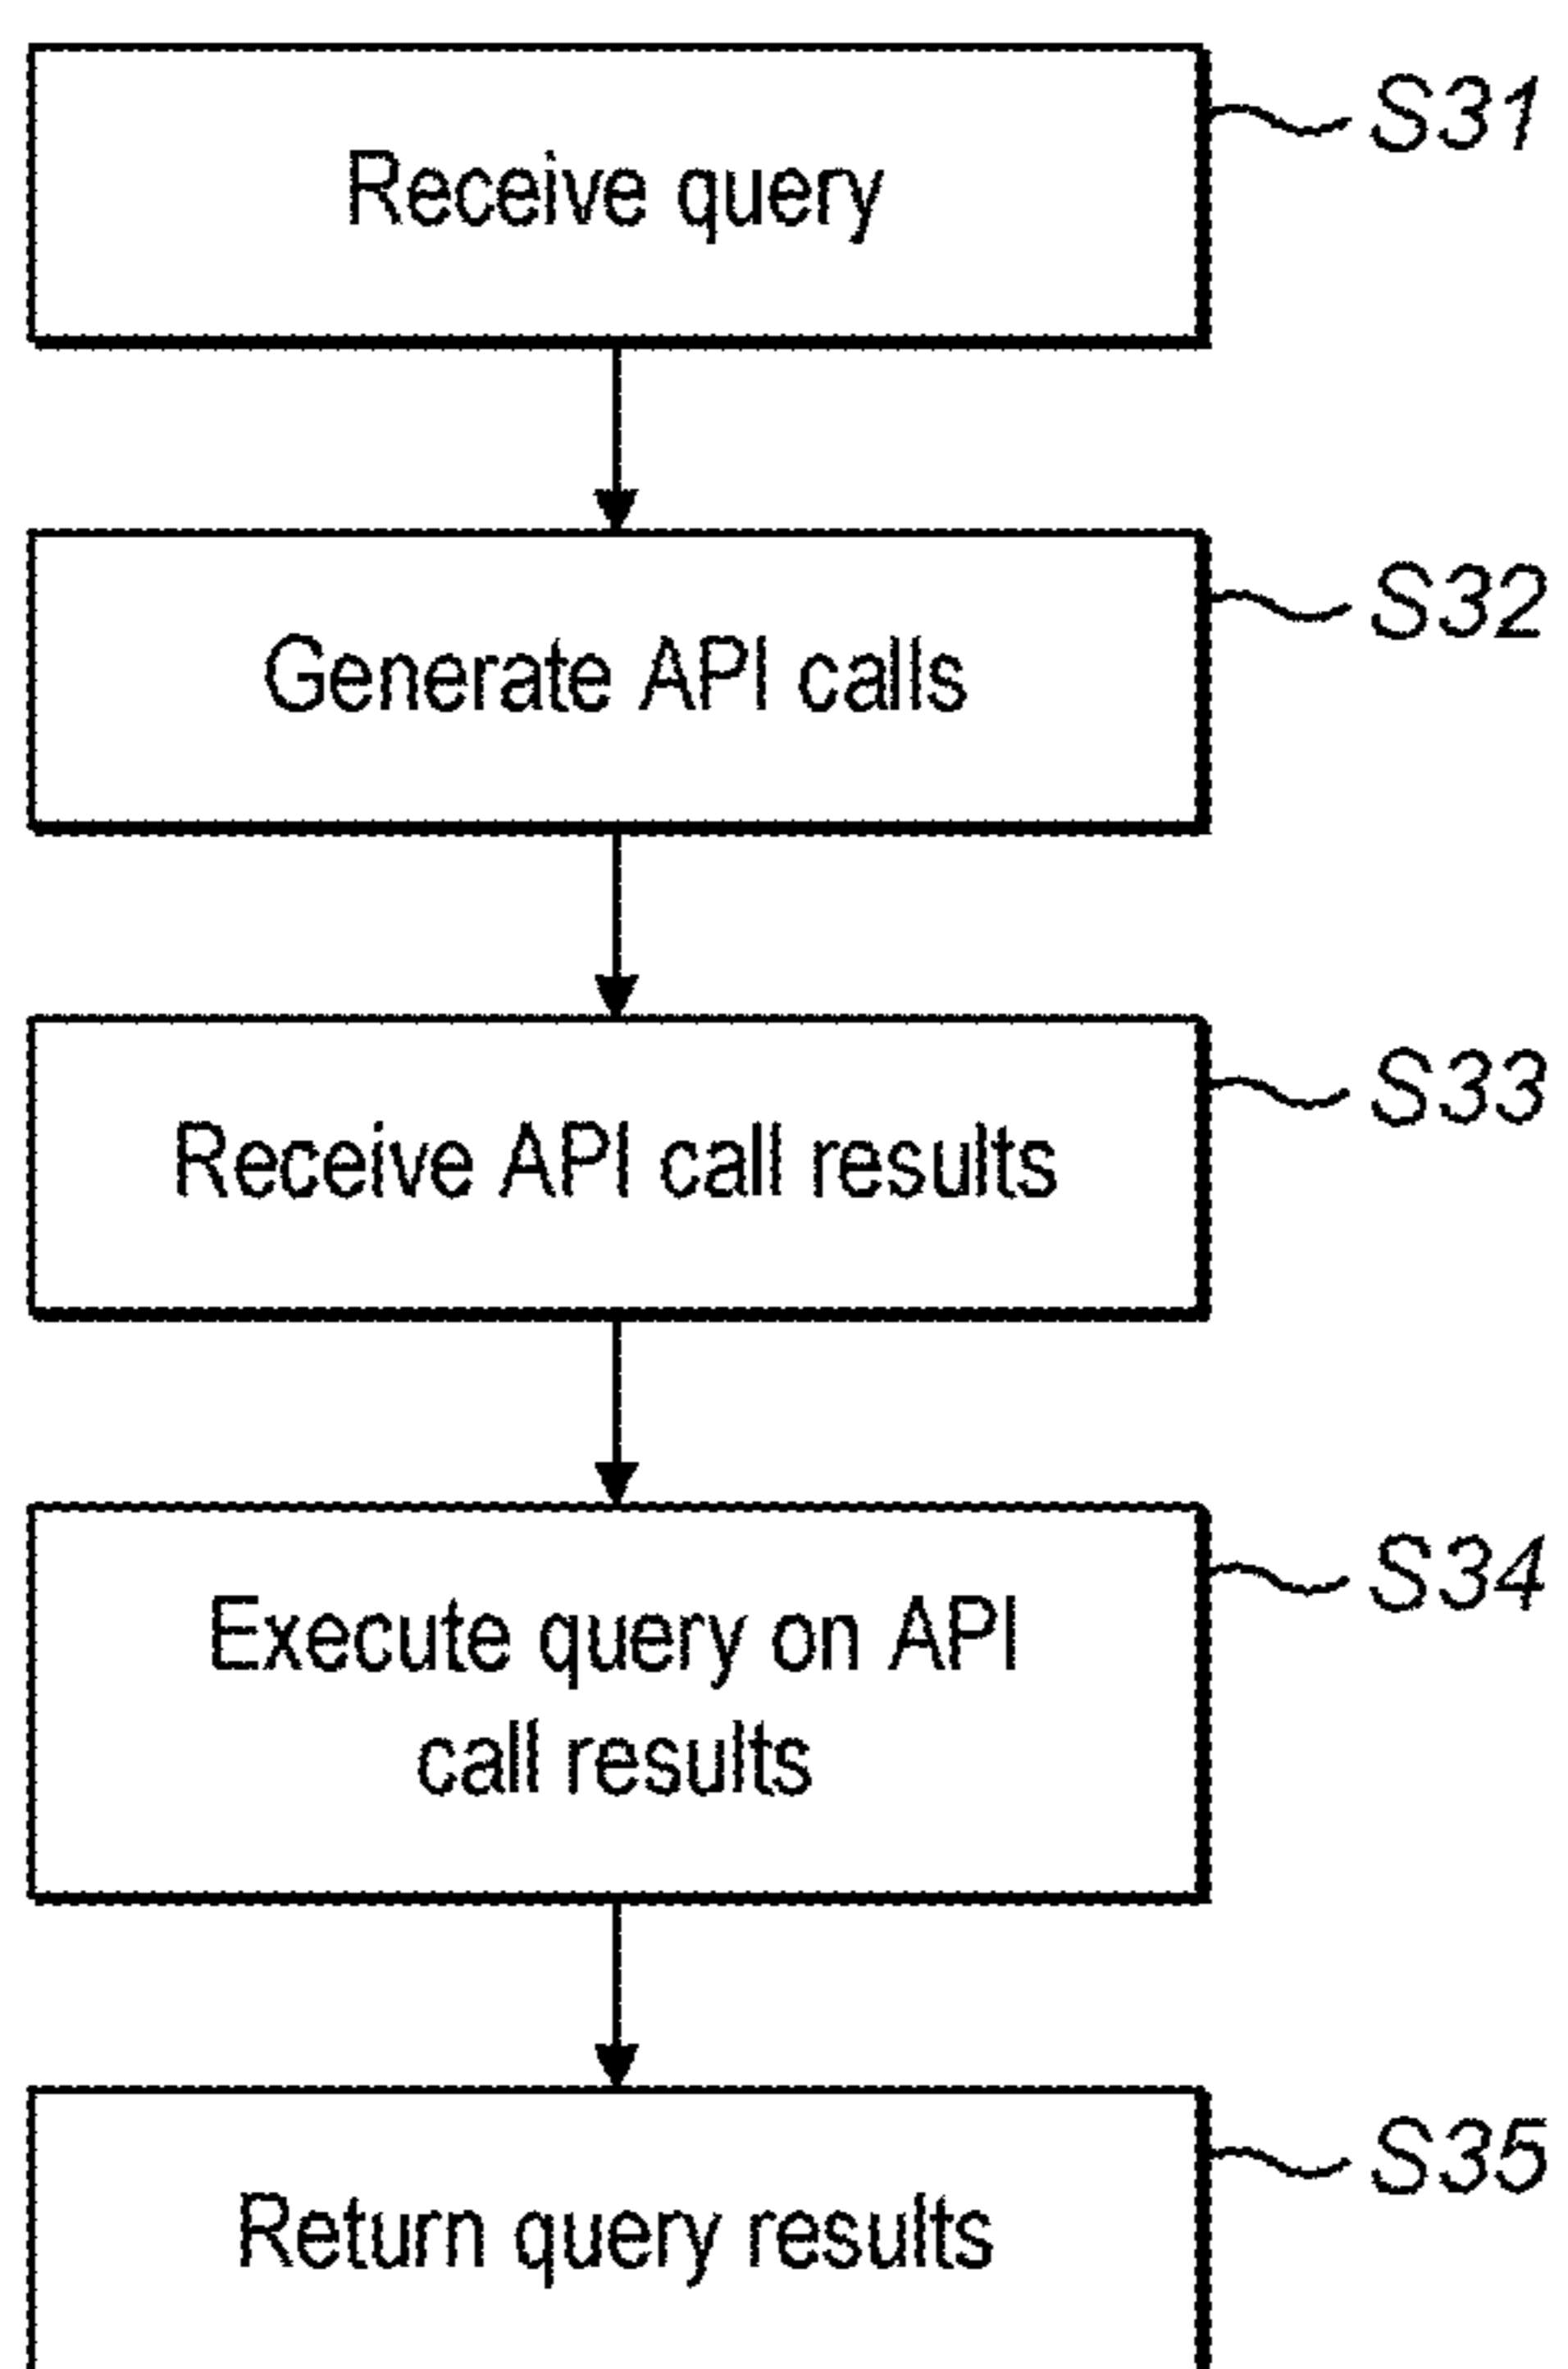 Receive query
S31
Generate API calls
S32
Receive API call results
S33
Execute query on API
call results
S34
Return query results
S35